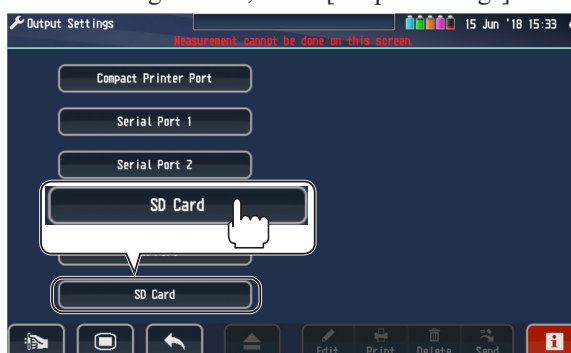 Output Settings
15 Jun '18 15:33
Measurement cannot be done on this screen.
Compact Printer Port
Serial Port 1
Serial Port 2
SD Card
SD Card
Edit Print Delete Send